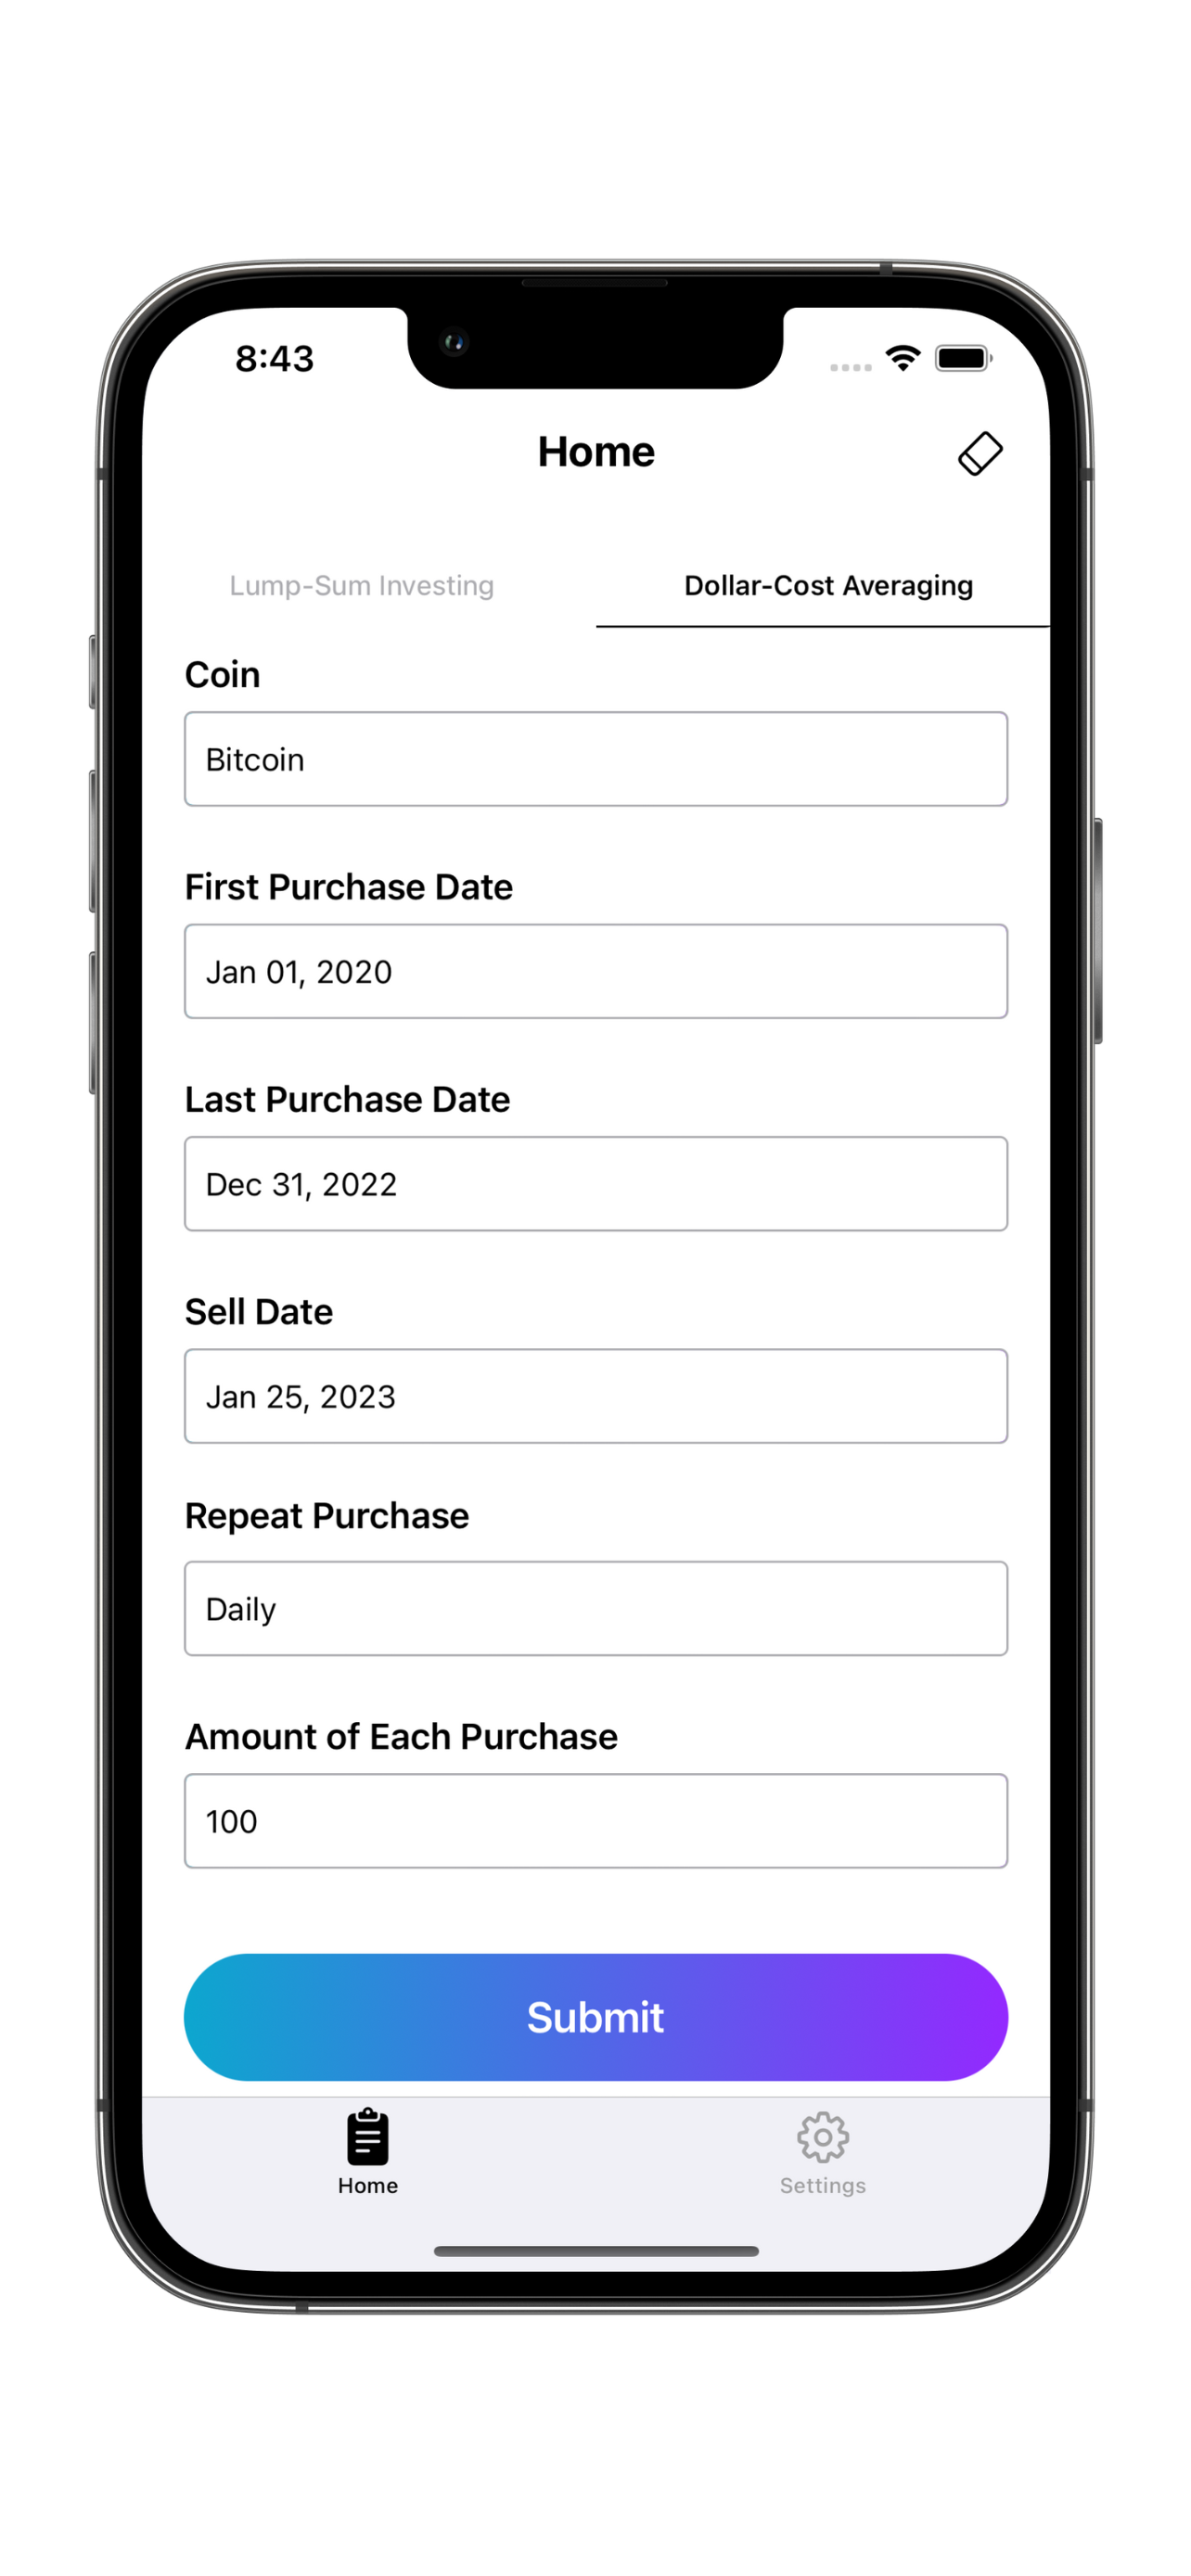 8:43
Home
Lump-Sum Investing
Dollar-Cost Averaging
Coin
Bitcoin
First Purchase Date
Jan 01, 2020
Last Purchase Date
Dec 31, 2022
Sell Date
Jan 25, 2023
Repeat Purchase
Daily
Amount of Each Purchase
100
Submit
Home
Settings